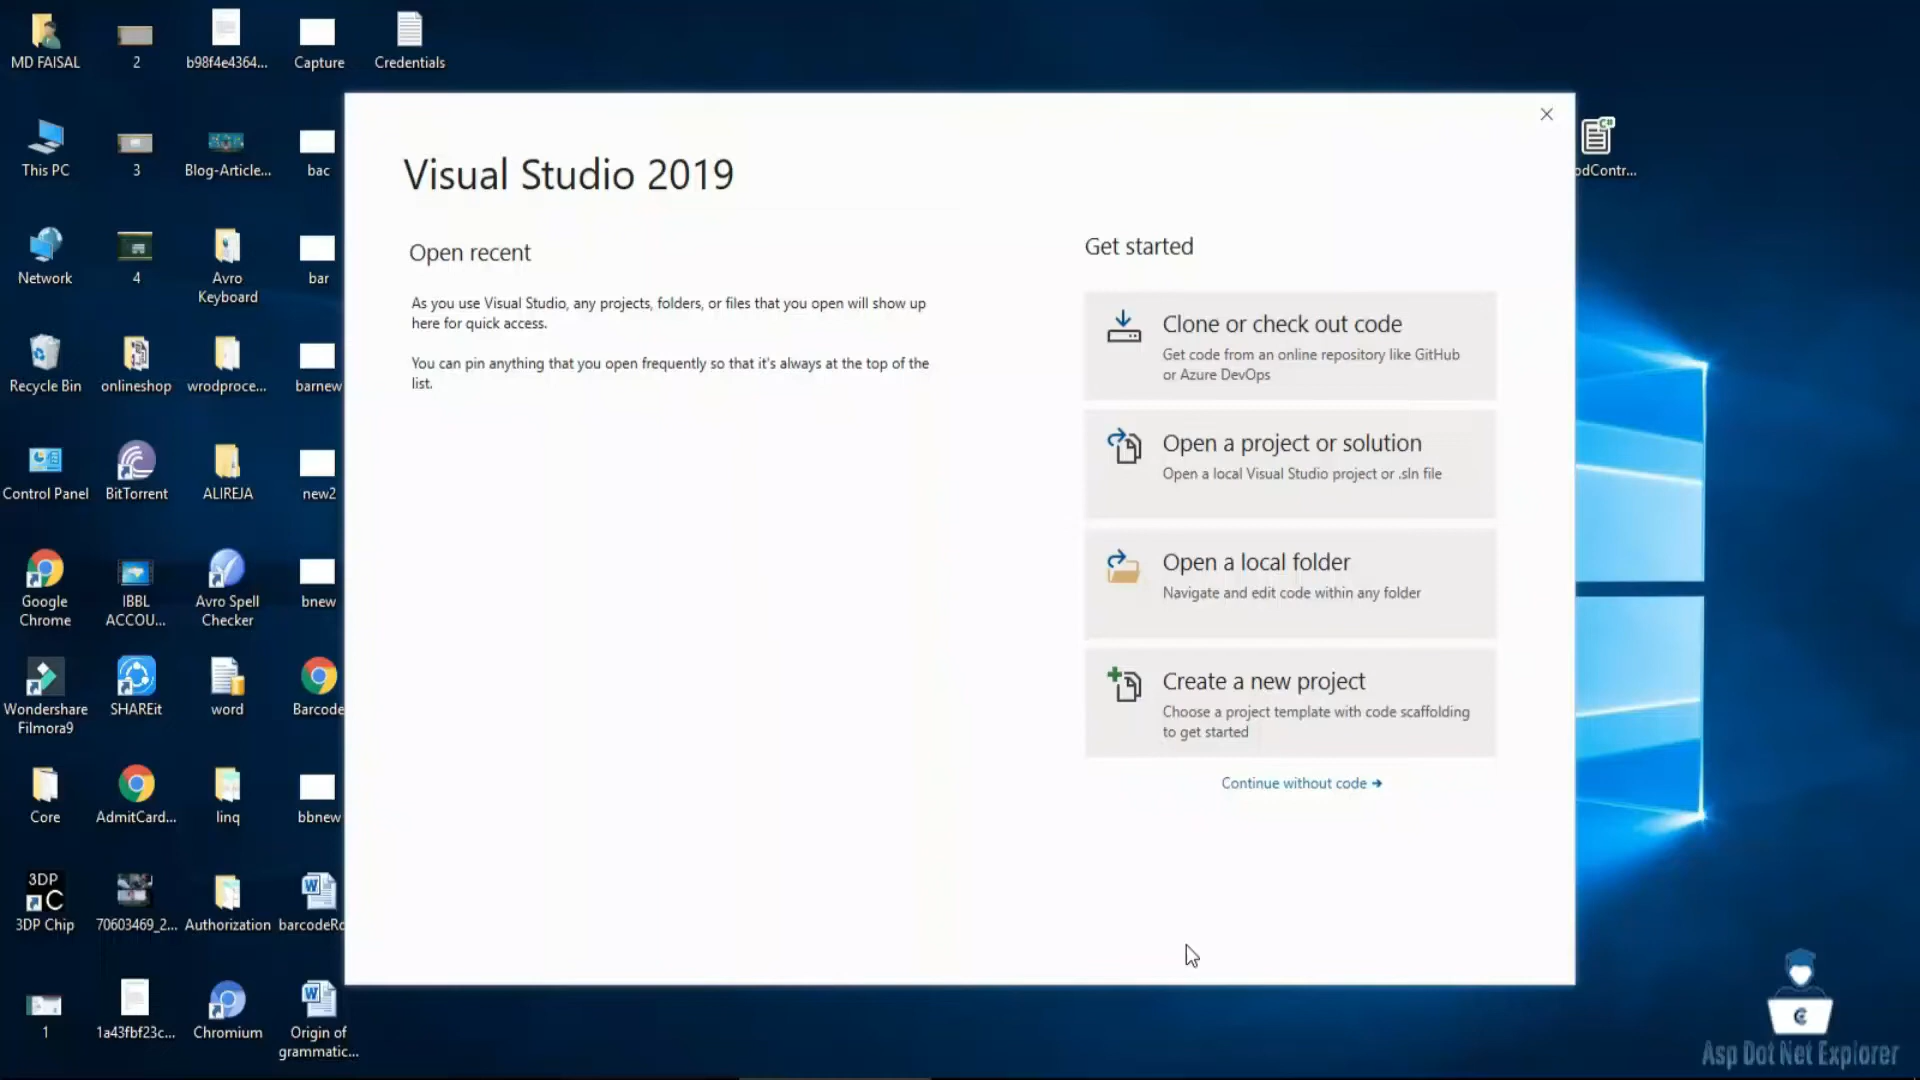 MD FAISAL
2
b98f4e4364...
Capture
Credentials
This PC
3
Blog-Article...
bac
odContr...
Network
4
Avro
Keyboard
bar
Recycle Bin
onlineshop
wrodproce...
barnew
Control Panel
BitTorrent
ALIREJA
new2
Google
Chrome
IBBL
ACCOU...
Avro Spell
Checker
bnew
Wondershare
Filmora9
SHAREit
word
Barcode
Core
AdmitCard...
linq
bbnew
3DP
C
3DP Chip
70603469_2...
Authorization
barcodeRd
1
1a43fbf23c...
Chromium
Origin of
grammatic...
Visual Studio 2019
Open recent
As you use Visual Studio, any projects, folders, or files that you open will show up
here for quick access.
You can pin anything that you open frequently so that it's always at the top of the
list.
Get started
Clone or check out code
Get code from an online repository like GitHub
or Azure DevOps
Open a project or solution
Open a local Visual Studio project or .sln file
Open a local folder
Navigate and edit code within any folder
Create a new project
Choose a project template with code scaffolding
to get started
Continue without code →
Asp Dot Net Explorer